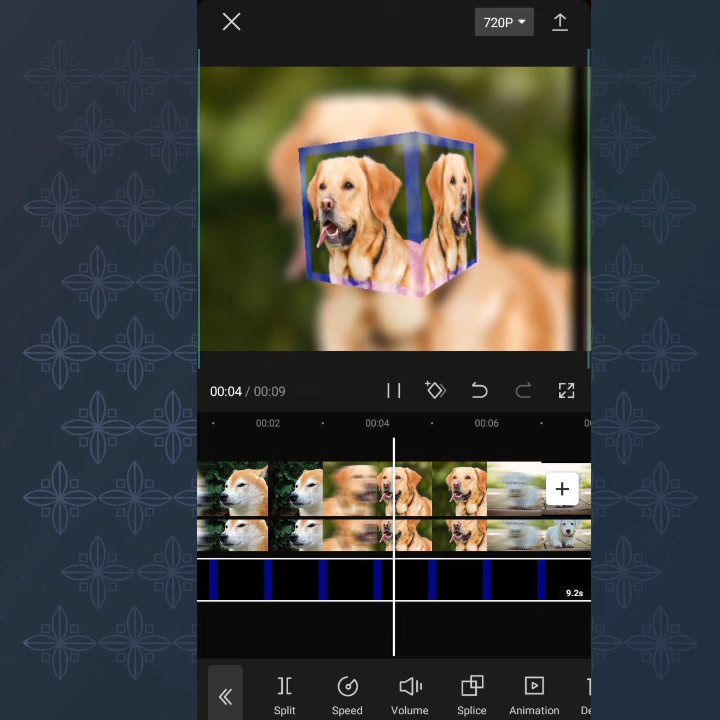 720P
00:04 / 00:09
00:02
00:04
00:06
9.2s
Split
Speed
Volume
Splice
Animation